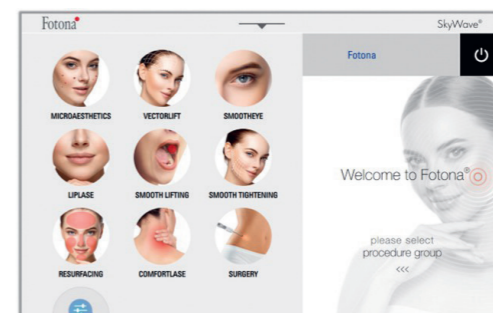 Fotona®
SkyWave®
Fotona
MICROAESTHETICS
VECTORLIFT
SMOOTHEYE
LIPLASE
SMOOTH LIFTING
SMOOTH TIGHTENING
RESURFACING
COMFORTLASE
SURGERY
Welcome to Fotona®
please select
procedure group
<<<